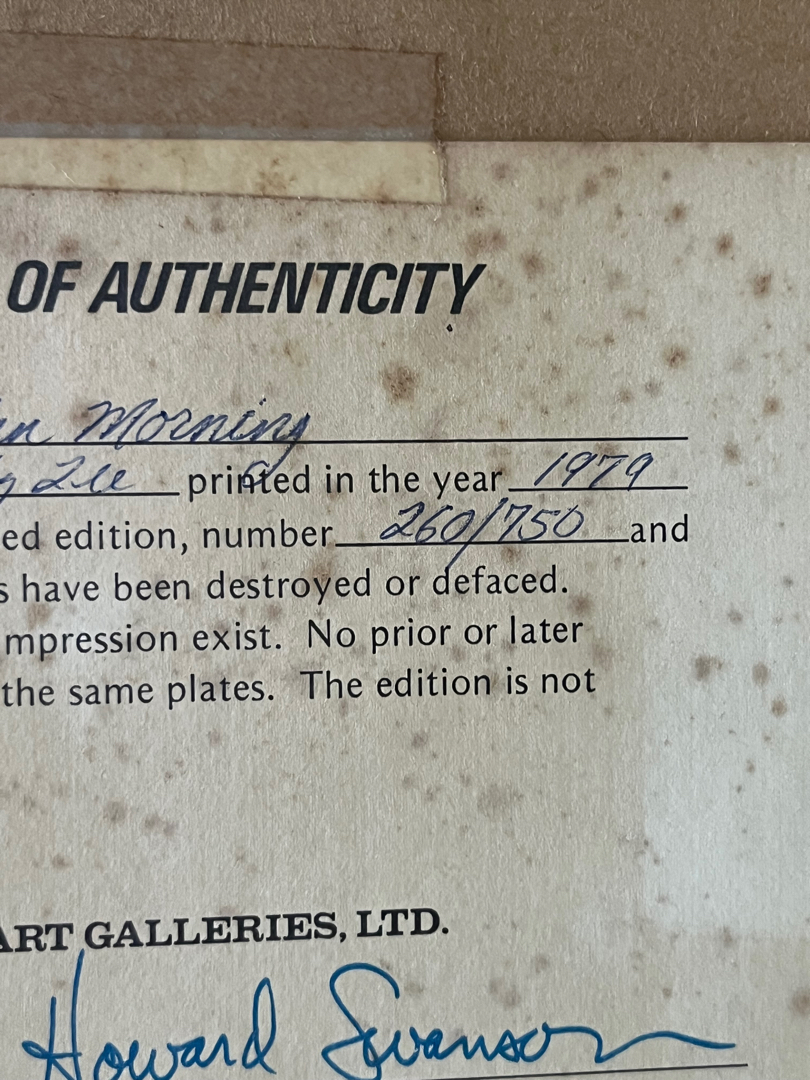 OF AUTHENTICITY
Morning
printed in the year 1979
ed edition, number 260/750 and
s have been destroyed or defaced.
mpression exist. No prior or later
the same plates. The edition is not
ART GALLERIES, LTD.
Howard Swanson